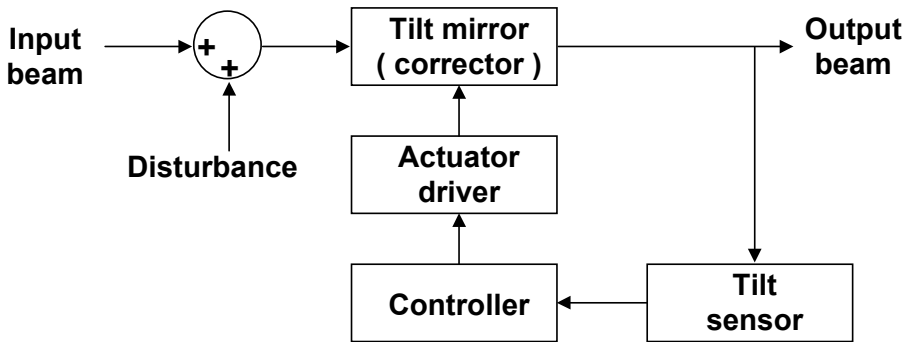 Input
beam
+
+
Disturbance
Tilt mirror
( corrector )
Output
beam
Actuator
driver
Controller
Tilt
sensor